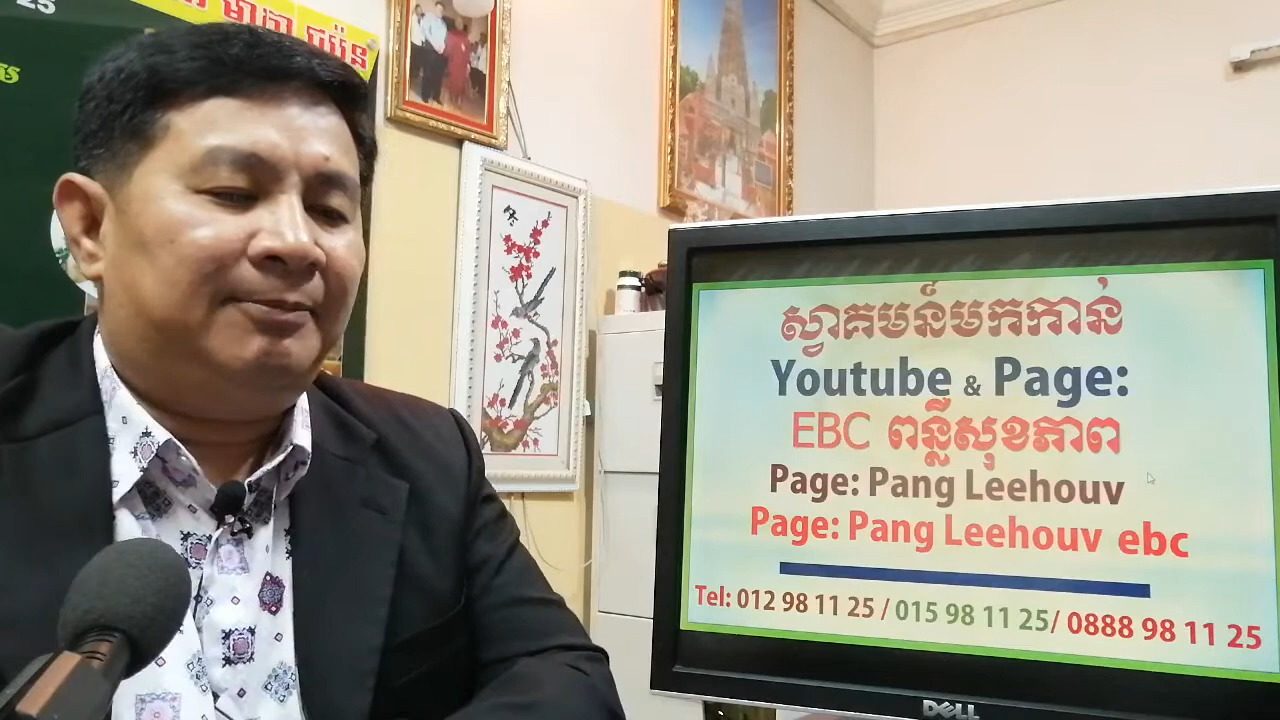 25
ស្វាគមន៍មកកាន់
Youtube & Page:
EBC ពន្លឺសុខភាព
Page: Pang Leehouv
Page: Pang Leehouv ebc
Tel: 012 98 11 25 / 015 98 11 25/ 0888 98 11 25
DELL